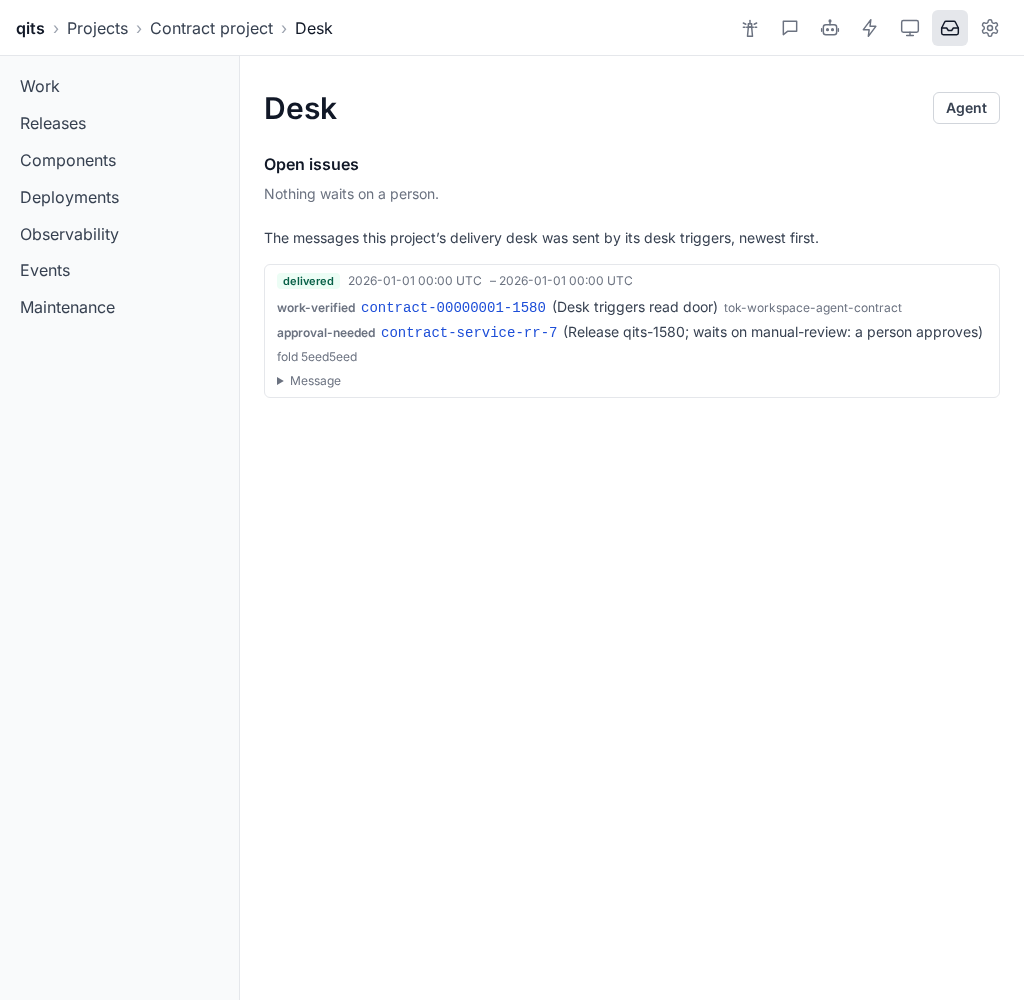 qits › Projects › Contract project › Desk
Work
Releases
Components
Deployments
Observability
Events
Maintenance
Desk
Agent
Open issues
Nothing waits on a person.
The messages this project’s delivery desk was sent by its desk triggers, newest first.
delivered 2026-01-01 00:00 UTC – 2026-01-01 00:00 UTC
work-verified contract-00000001-1580 (Desk triggers read door) tok-workspace-agent-contract
approval-needed contract-service-rr-7 (Release qits-1580; waits on manual-review: a person approves)
fold 5eed5eed
Message